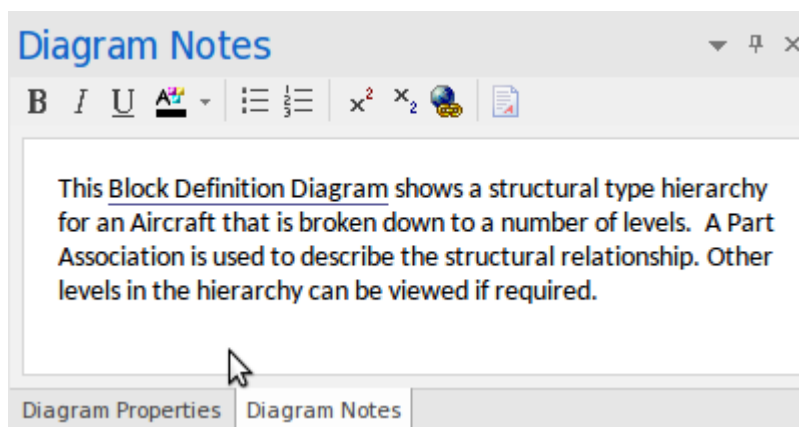 Diagram Notes
B I U A x² x₂
This Block Definition Diagram shows a structural type hierarchy
for an Aircraft that is broken down to a number of levels.  A Part
Association is used to describe the structural relationship. Other
levels in the hierarchy can be viewed if required.
Diagram Properties Diagram Notes